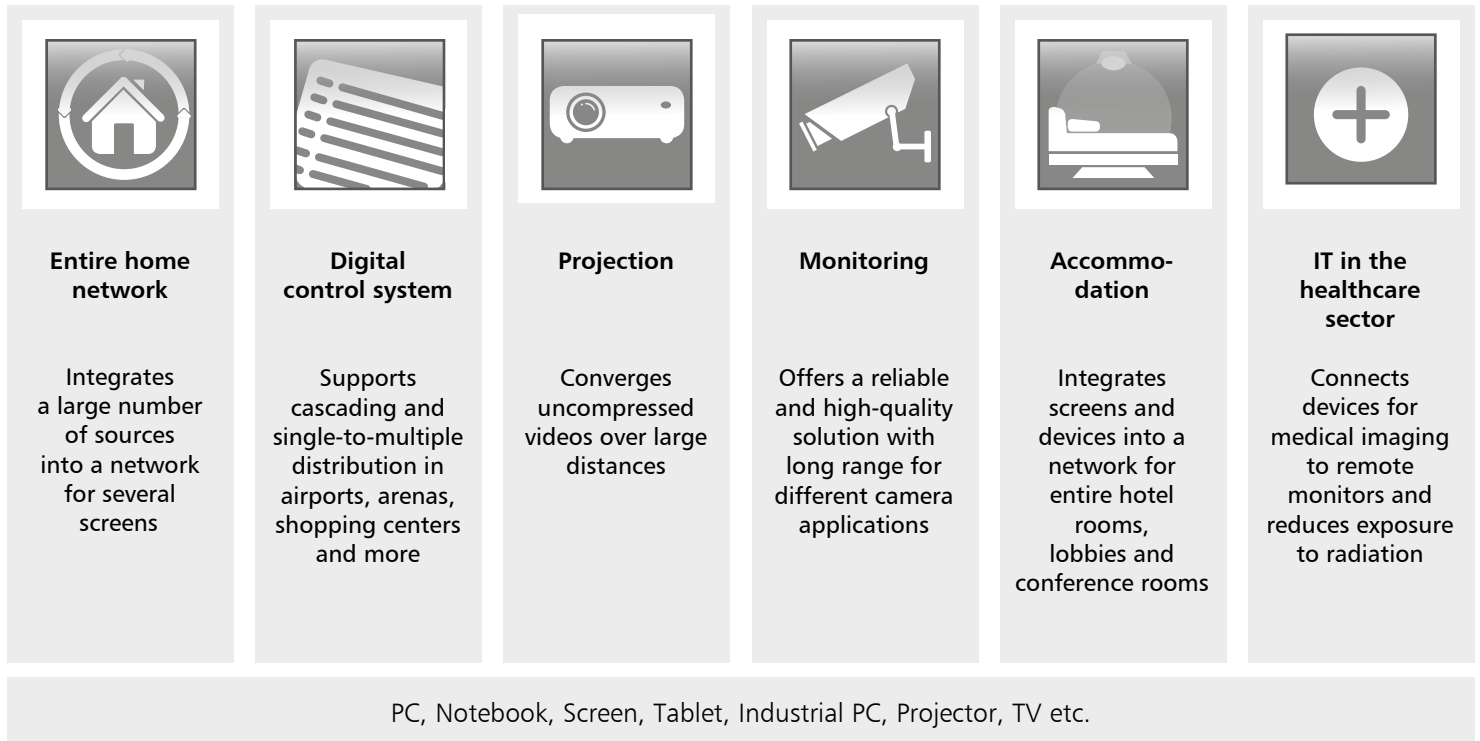 Entire home
network
Integrates
a large number
of sources
into a network
for several
screens
Digital
control system
Supports
cascading and
single-to-multiple
distribution in
airports, arenas,
shopping centers
and more
Projection
Converges
uncompressed
videos over large
distances
Monitoring
Offers a reliable
and high-quality
solution with
long range for
different camera
applications
Accommo-
dation
Integrates
screens and
devices into a
network for
entire hotel
rooms,
lobbies and
conference rooms
IT in the
healthcare
sector
Connects
devices for
medical imaging
to remote
monitors and
reduces exposure
to radiation
PC, Notebook, Screen, Tablet, Industrial PC, Projector, TV etc.